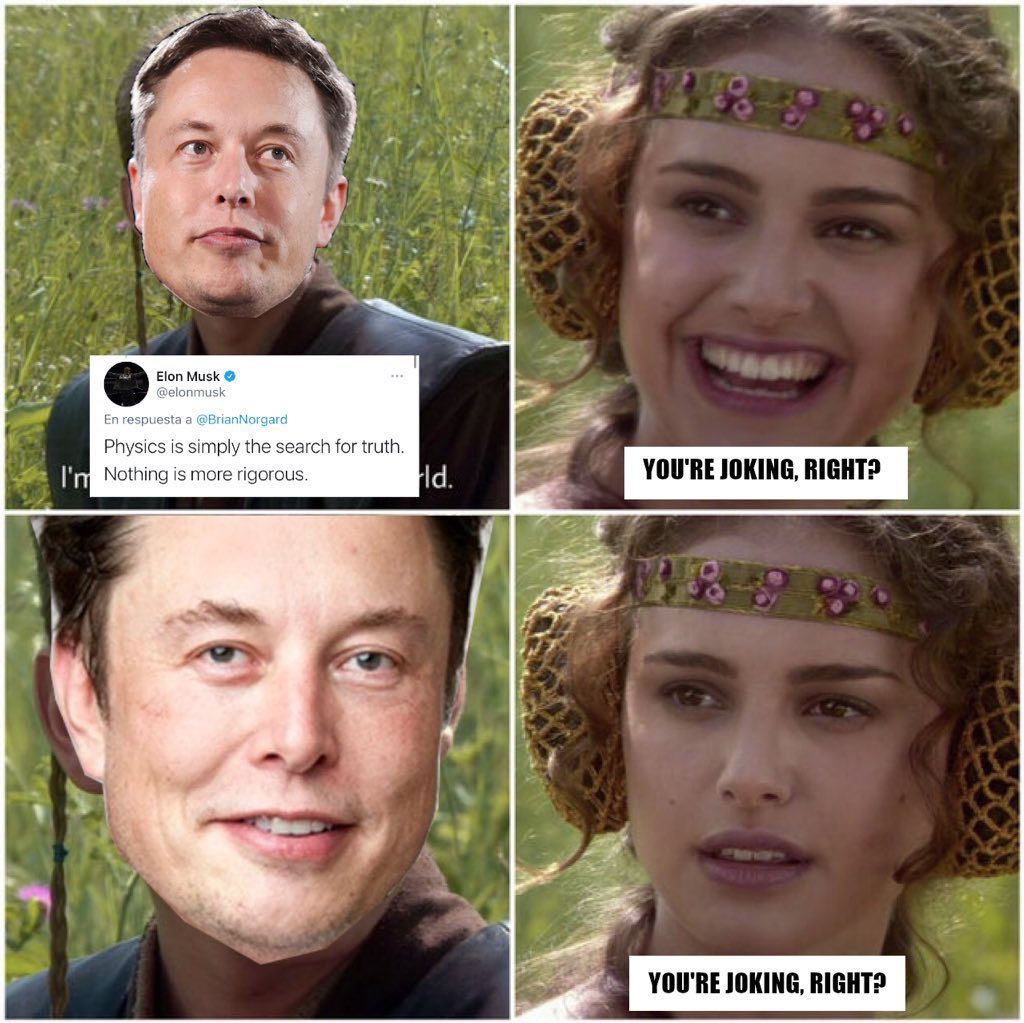 Elon Musk
@elonmusk
En respuesta a @BrianNorgard
Physics is simply the search for truth.
Nothing is more rigorous.
I'm
rld.
YOU'RE JOKING, RIGHT?
YOU'RE JOKING, RIGHT?